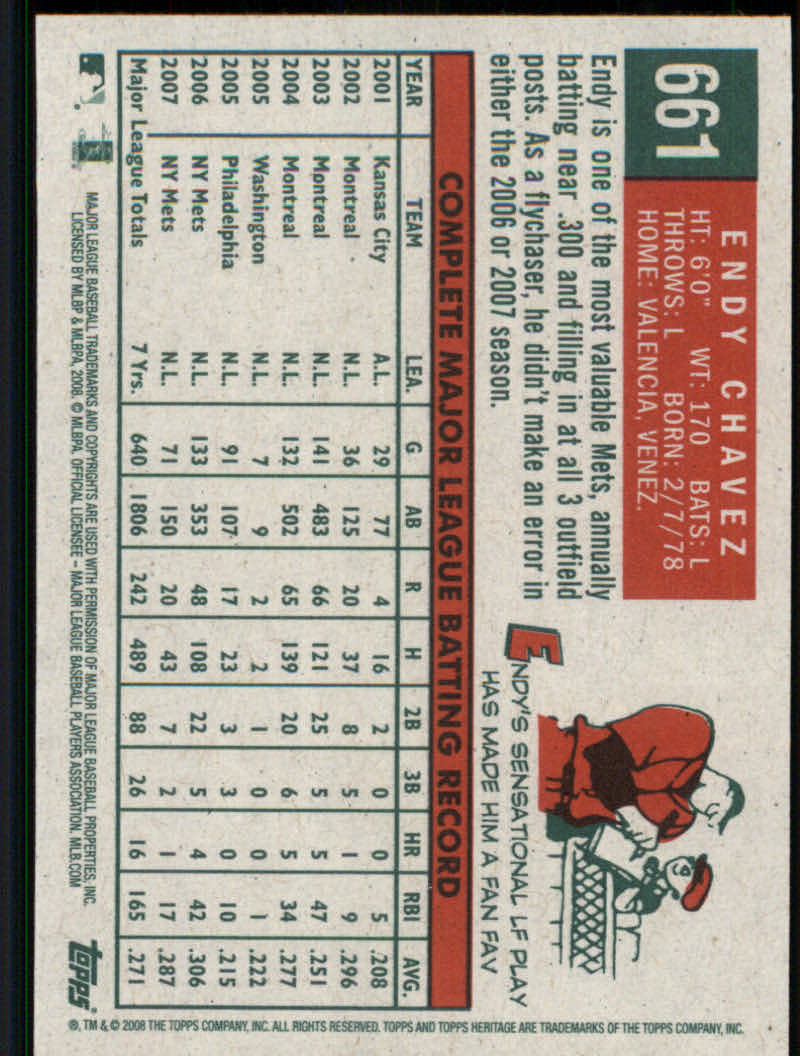 661
ENDY CHAVEZ
HT: 6'0" WT: 170 BATS: L
THROWS: L BORN: 2/7/78
HOME: VALENCIA, VENEZ.
Endy is one of the most valuable Mets, annually
batting near .300 and filling in at all 3 outfield
posts. As a flychaser, he didn't make an error in
either the 2006 or 2007 season.
ENDY'S SENSATIONAL LF PLAY
HAS MADE HIM A FAN FAV
COMPLETE MAJOR LEAGUE BATTING RECORD
YEAR TEAM LEA. G AB R H 2B 3B HR RBI AVG.
2001 Kansas City A.L. 29 77 4 16 2 0 0 5 .208
2002 Montreal N.L. 36 125 20 37 8 5 1 9 .296
2003 Montreal N.L. 141 483 66 121 25 5 5 47 .251
2004 Montreal N.L. 132 502 65 139 20 6 5 34 .277
2005 Washington N.L. 7 9 2 2 1 0 0 1 .222
2005 Philadelphia N.L. 91 107 17 23 3 3 0 10 .215
2006 NY Mets N.L. 133 353 48 108 22 5 4 42 .306
2007 NY Mets N.L. 71 150 20 43 7 2 1 17 .287
Major League Totals 7 Yrs. 640 1806 242 489 88 26 16 165 .271
MAJOR LEAGUE BASEBALL TRADEMARKS AND COPYRIGHTS ARE USED WITH PERMISSION OF MAJOR LEAGUE BASEBALL PROPERTIES, INC.
LICENSED BY MLBP & MLBPA, 2008. © MLBPA. OFFICIAL LICENSEE – MAJOR LEAGUE BASEBALL PLAYERS ASSOCIATION. MLB.COM
TOPPS
®, TM & © 2008 THE TOPPS COMPANY, INC. ALL RIGHTS RESERVED. TOPPS AND TOPPS HERITAGE ARE TRADEMARKS OF THE TOPPS COMPANY, INC.